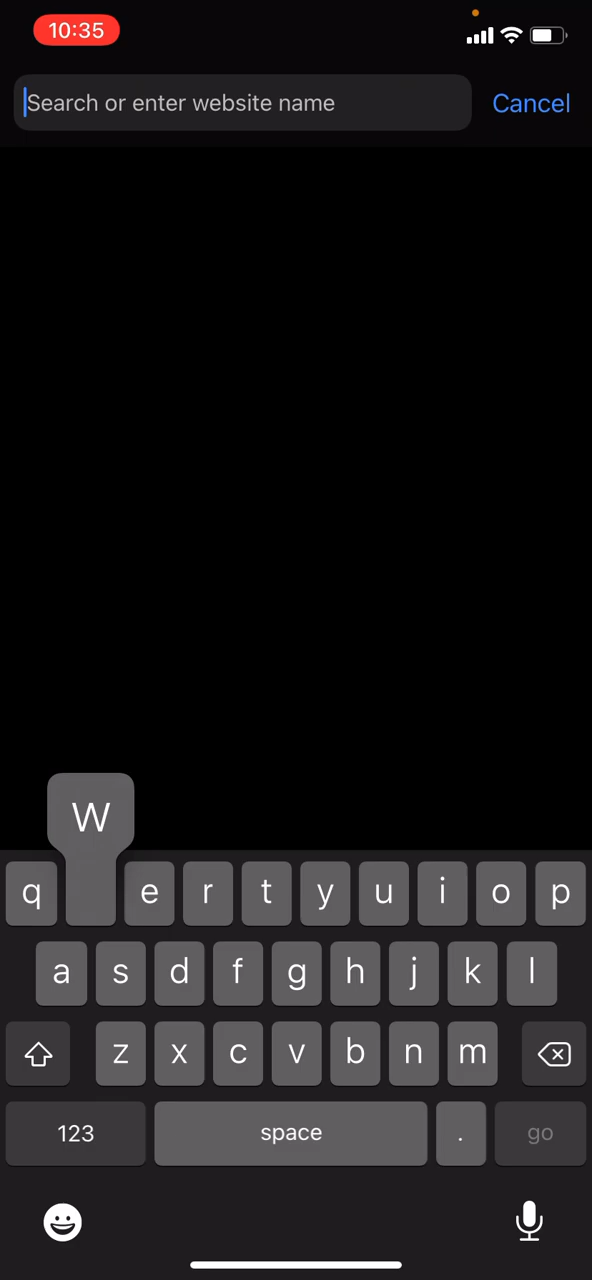 10:35
Search or enter website name Cancel
W
q e r t y u i o p
a s d f g h j k l
z x c v b n m
123 space . go